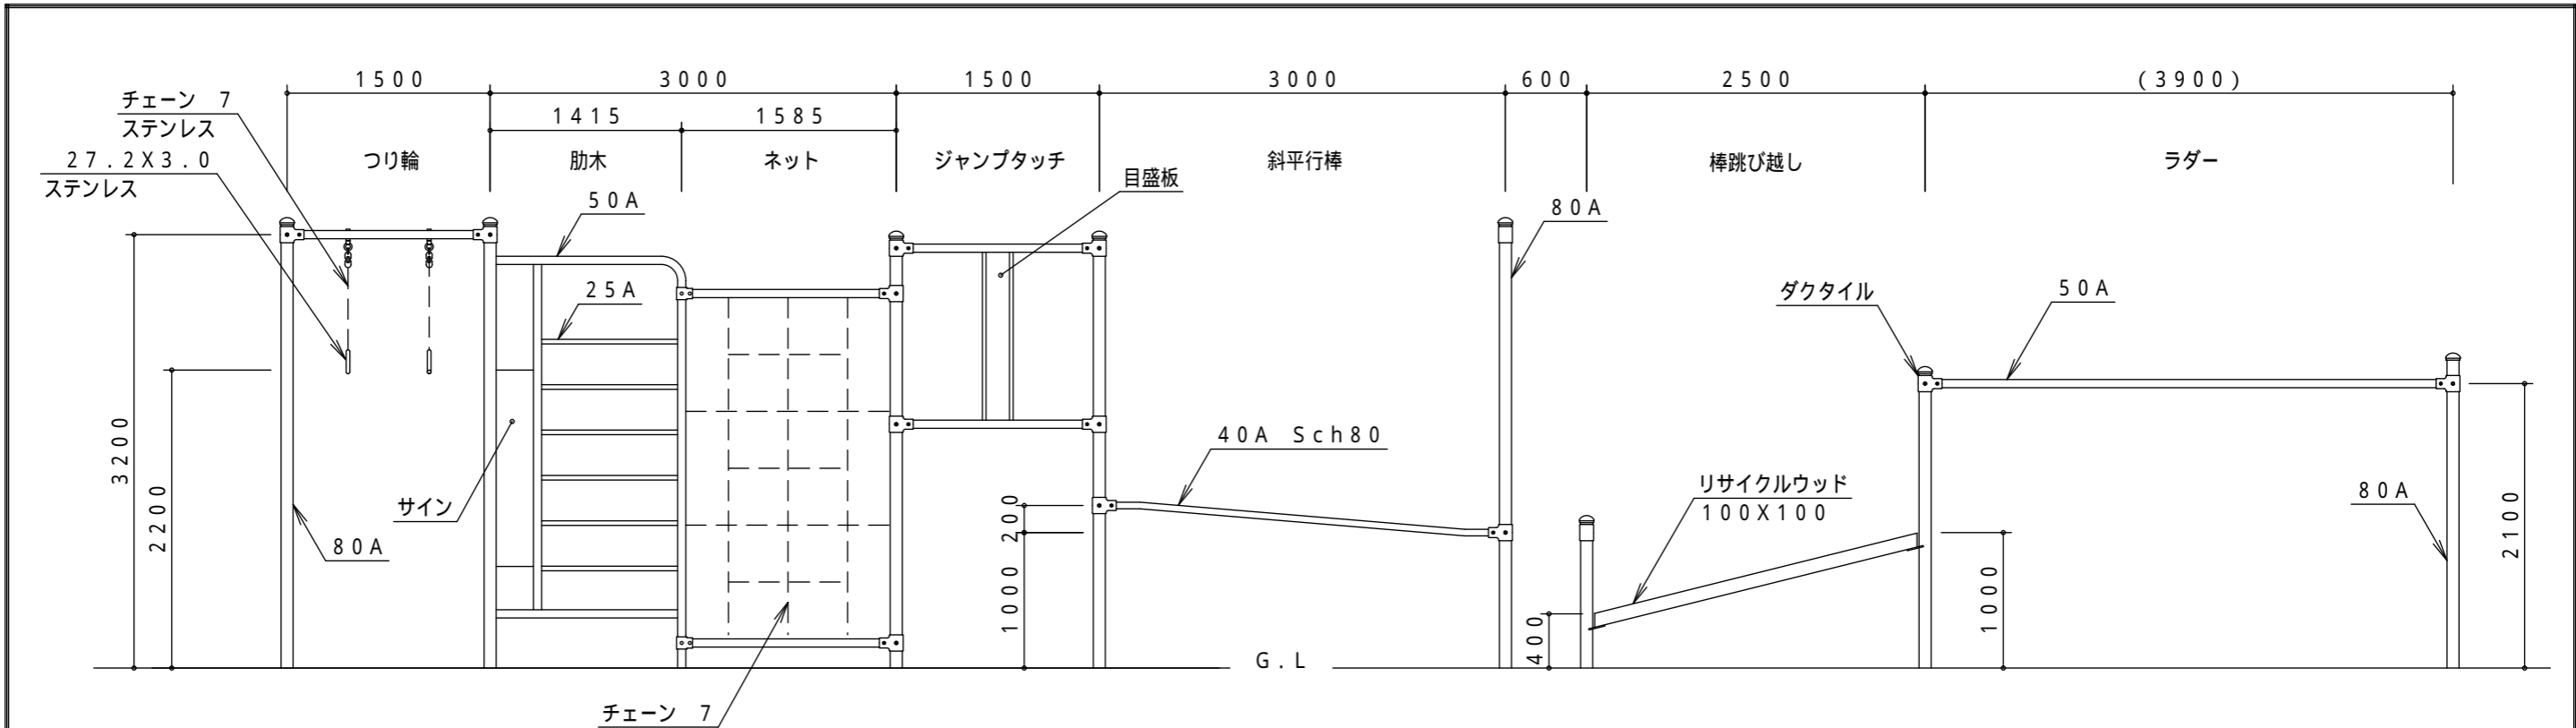 1500
3000
1500
3000
600
2500
(3900)
チェーン 7
ステンレス
1415
1585
27.2X3.0
ステンレス
つり輪
肋木
ネット
ジャンプタッチ
斜平行棒
棒跳び越し
ラダー
目盛板
50A
80A
25A
ダクタイル
50A
3200
2200
サイン
80A
40A Sch80
200
1000
リサイクルウッド
100X100
400
1000
80A
2100
G.L
チェーン 7